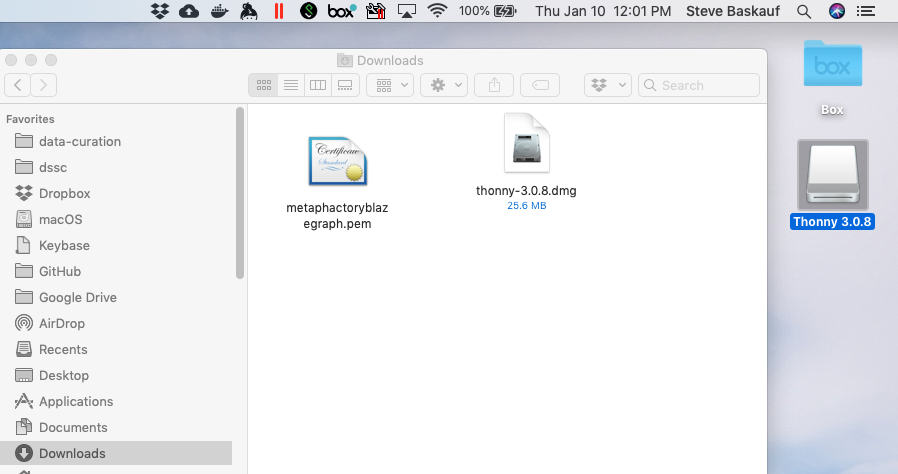 box 100% Thu Jan 10 12:01 PM Steve Baskauf
Downloads
Search
Favorites
data-curation
dssc
Dropbox
macOS
Keybase
GitHub
Google Drive
AirDrop
Recents
Desktop
Applications
Documents
Downloads
Certificate
Standard
metaphactoryblaz
egraph.pem
thonny-3.0.8.dmg
25.6 MB
box
Box
Thonny 3.0.8